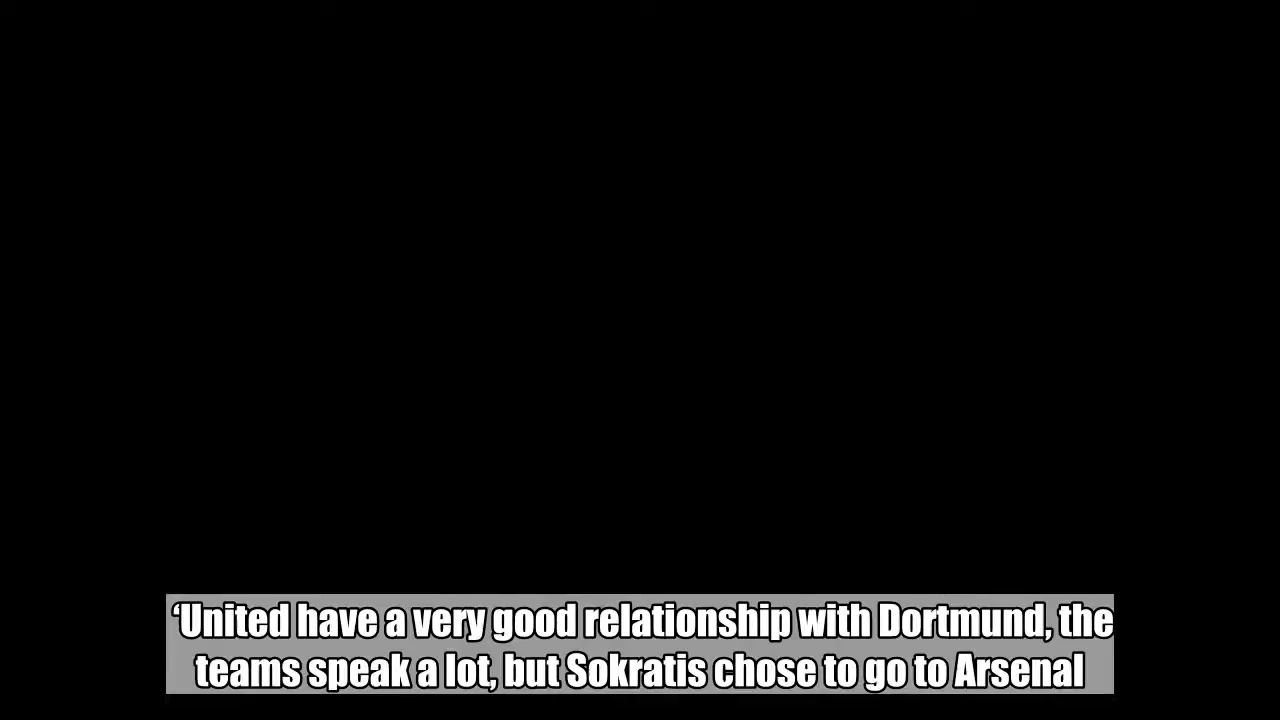 ‘United have a very good relationship with Dortmund, the
teams speak a lot, but Sokratis chose to go to Arsenal